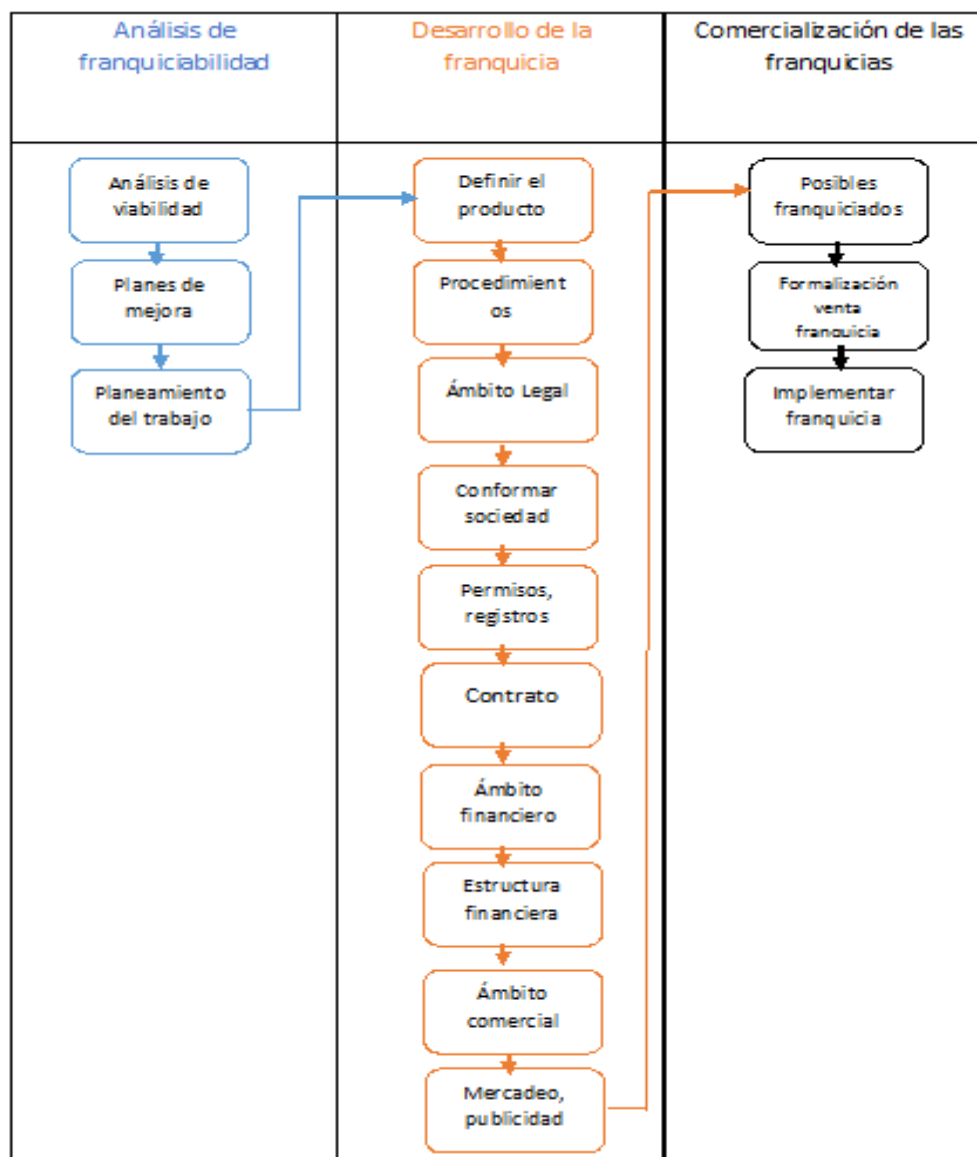 Análisis de
franquiciabilidad
Desarrollo de la
franquicia
Comercialización de las
franquicias
Análisis de
viabilidad
Planes de
mejora
Planeamiento
del trabajo
Definir el
producto
Procedimient
os
Ámbito Legal
Conformar
sociedad
Permisos,
registros
Contrato
Ámbito
financiero
Estructura
financiera
Ámbito
comercial
Mercadeo,
publicidad
Posibles
franquiciados
Formalización
venta
franquicia
Implementar
franquicia